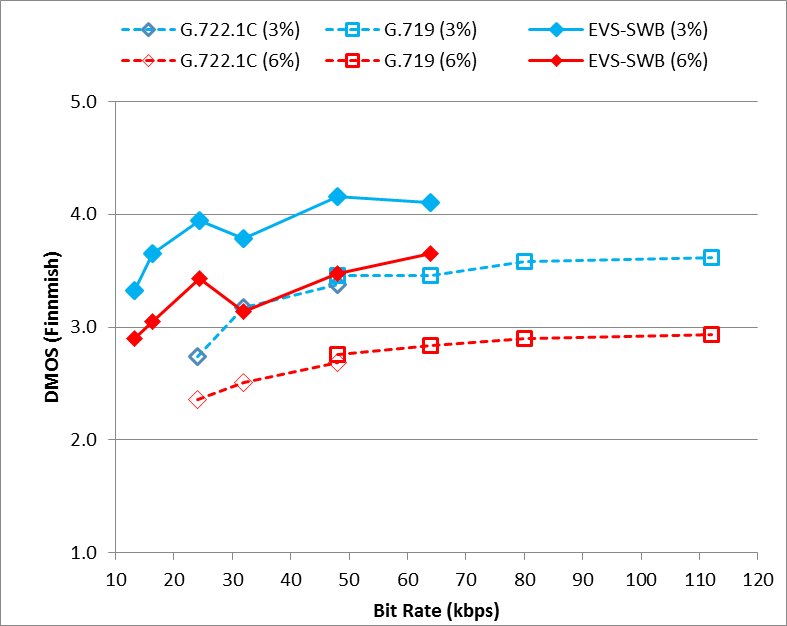 G.722.1C (3%) G.719 (3%) EVS-SWB (3%)
G.722.1C (6%) G.719 (6%) EVS-SWB (6%)
5.0
4.0
3.0
2.0
1.0
DMOS (Finnmish)
10 20 30 40 50 60 70 80 90 100 110 120
Bit Rate (kbps)